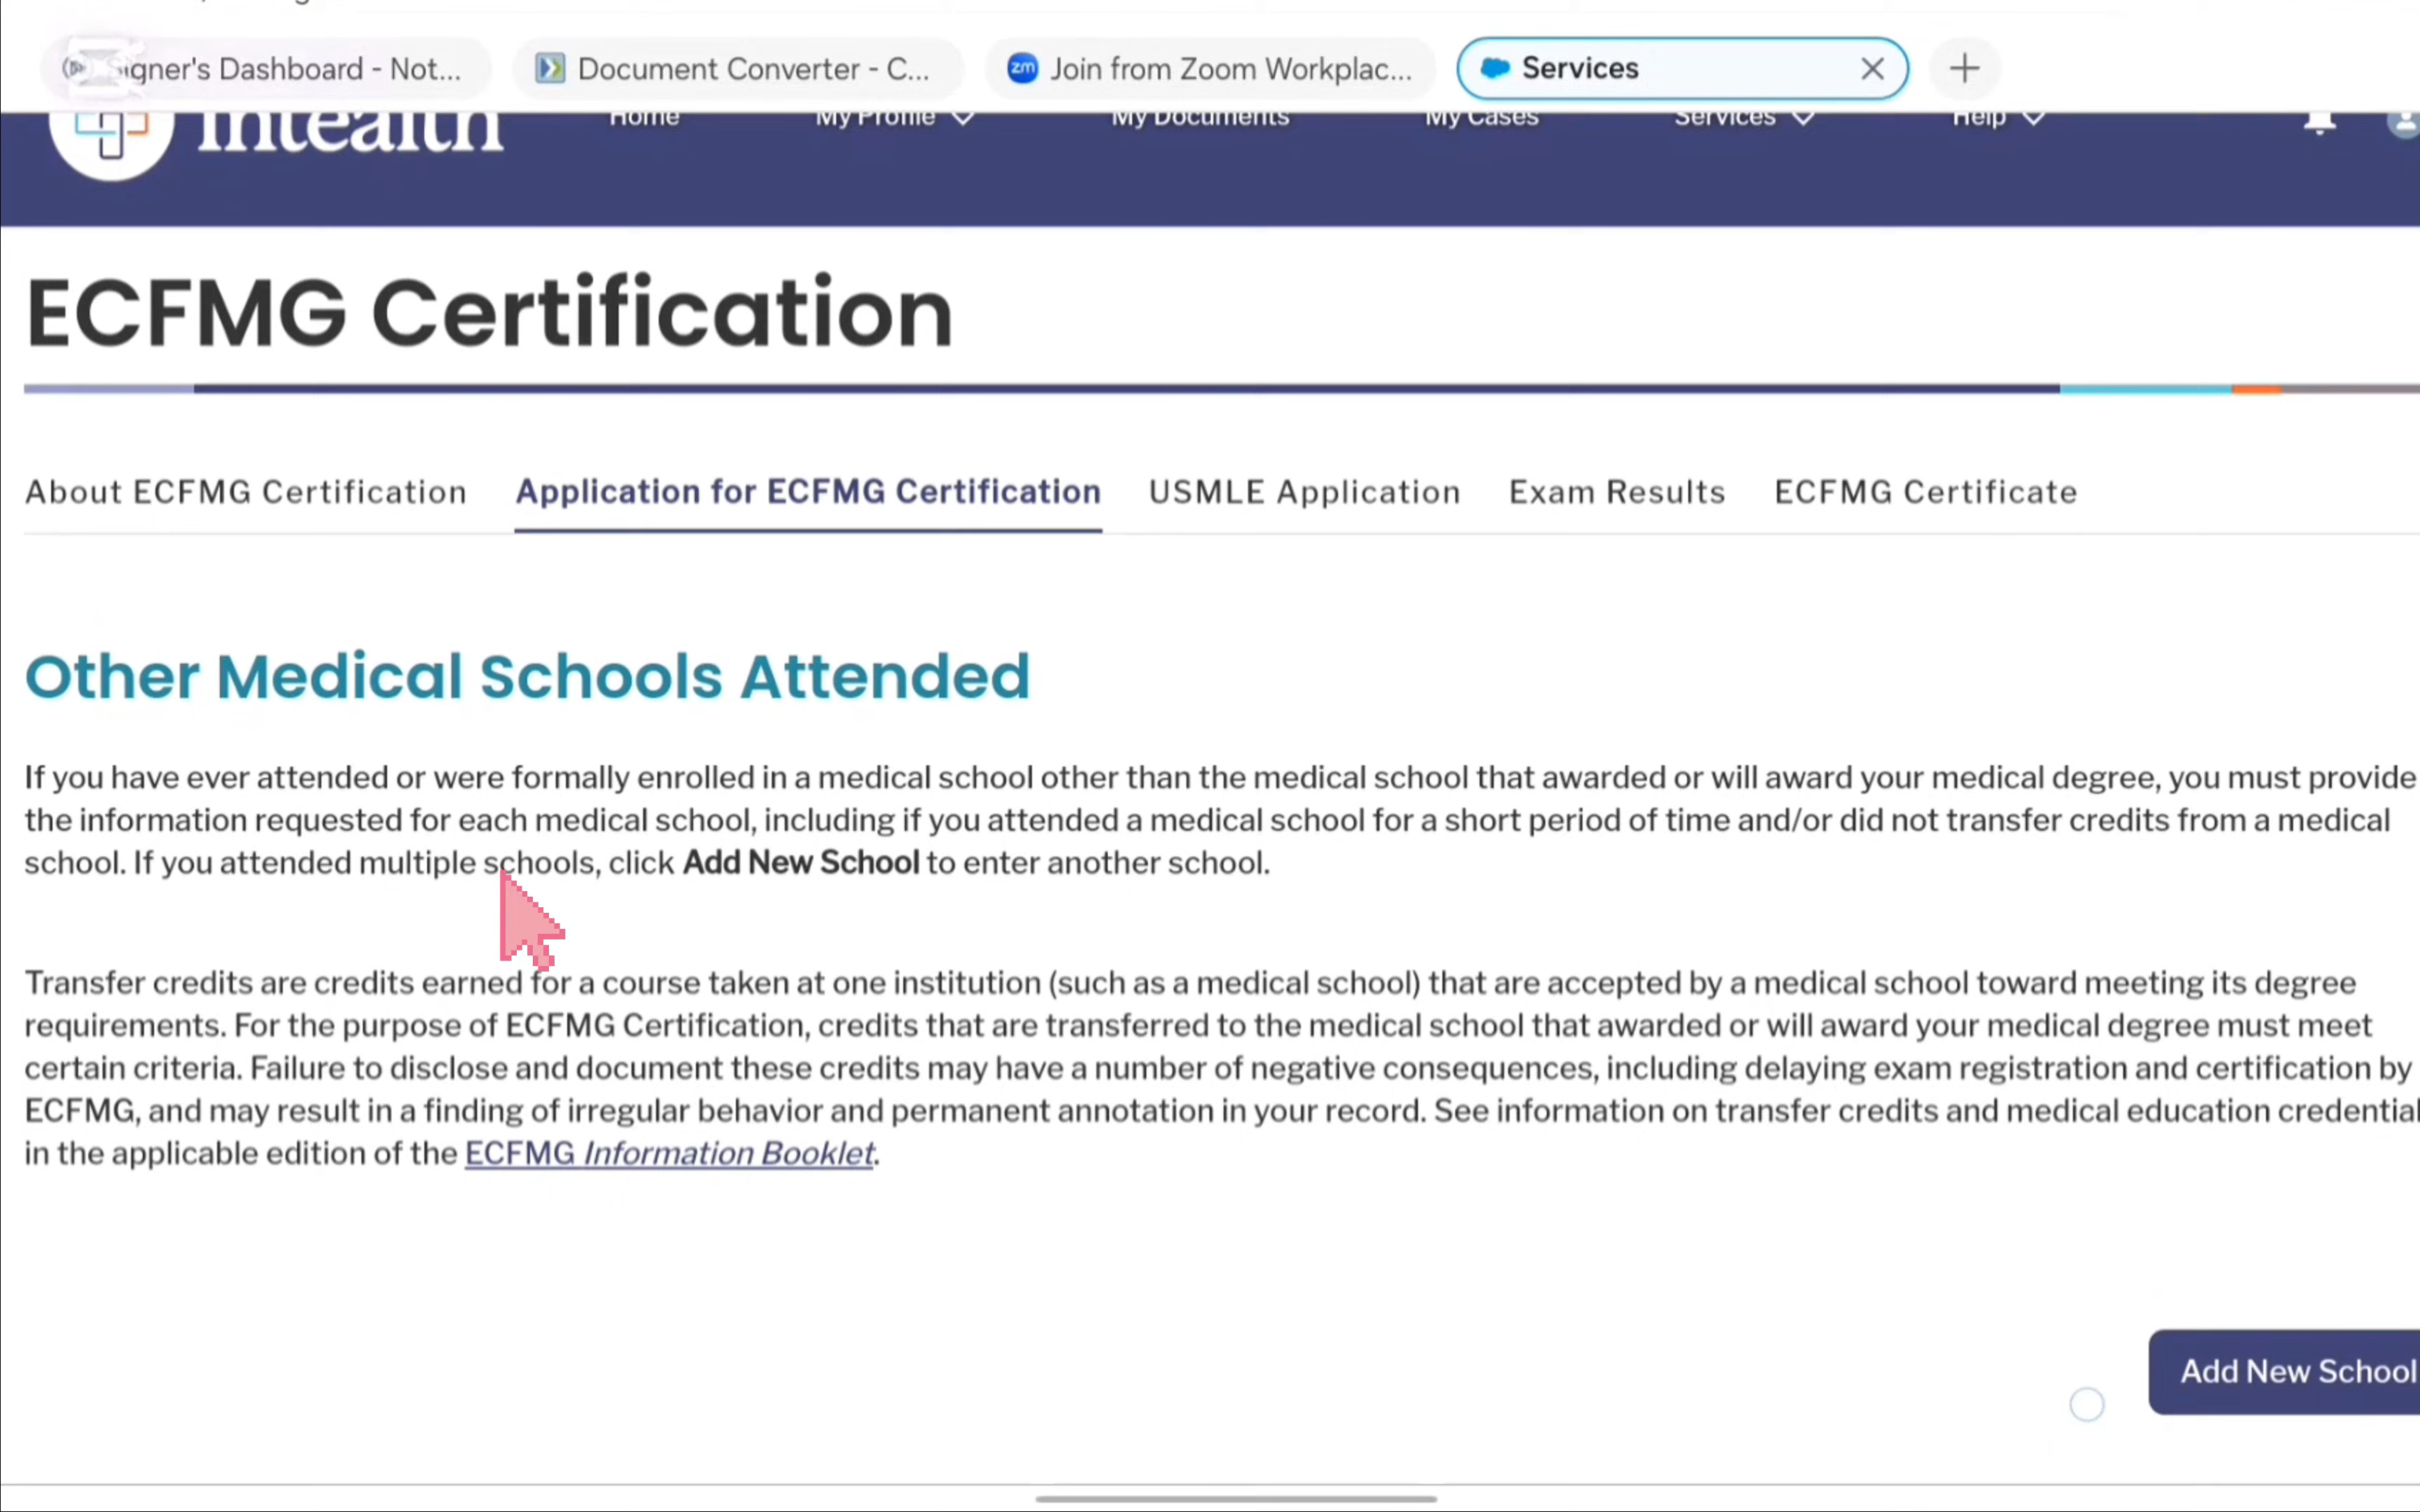 igner's Dashboard - Not...
Document Converter - C...
zm
Join from Zoom Workplac...
Services
intealth
Home
My Profile
My Documents
My Cases
Services
Help
ECFMG Certification
About ECFMG Certification
Application for ECFMG Certification
USMLE Application
Exam Results
ECFMG Certificate
Other Medical Schools Attended
If you have ever attended or were formally enrolled in a medical school other than the medical school that awarded or will award your medical degree, you must provide
the information requested for each medical school, including if you attended a medical school for a short period of time and/or did not transfer credits from a medical
school. If you attended multiple schools, click Add New School to enter another school.
Transfer credits are credits earned for a course taken at one institution (such as a medical school) that are accepted by a medical school toward meeting its degree
requirements. For the purpose of ECFMG Certification, credits that are transferred to the medical school that awarded or will award your medical degree must meet
certain criteria. Failure to disclose and document these credits may have a number of negative consequences, including delaying exam registration and certification by
ECFMG, and may result in a finding of irregular behavior and permanent annotation in your record. See information on transfer credits and medical education credential
in the applicable edition of the ECFMG Information Booklet.
Add New School